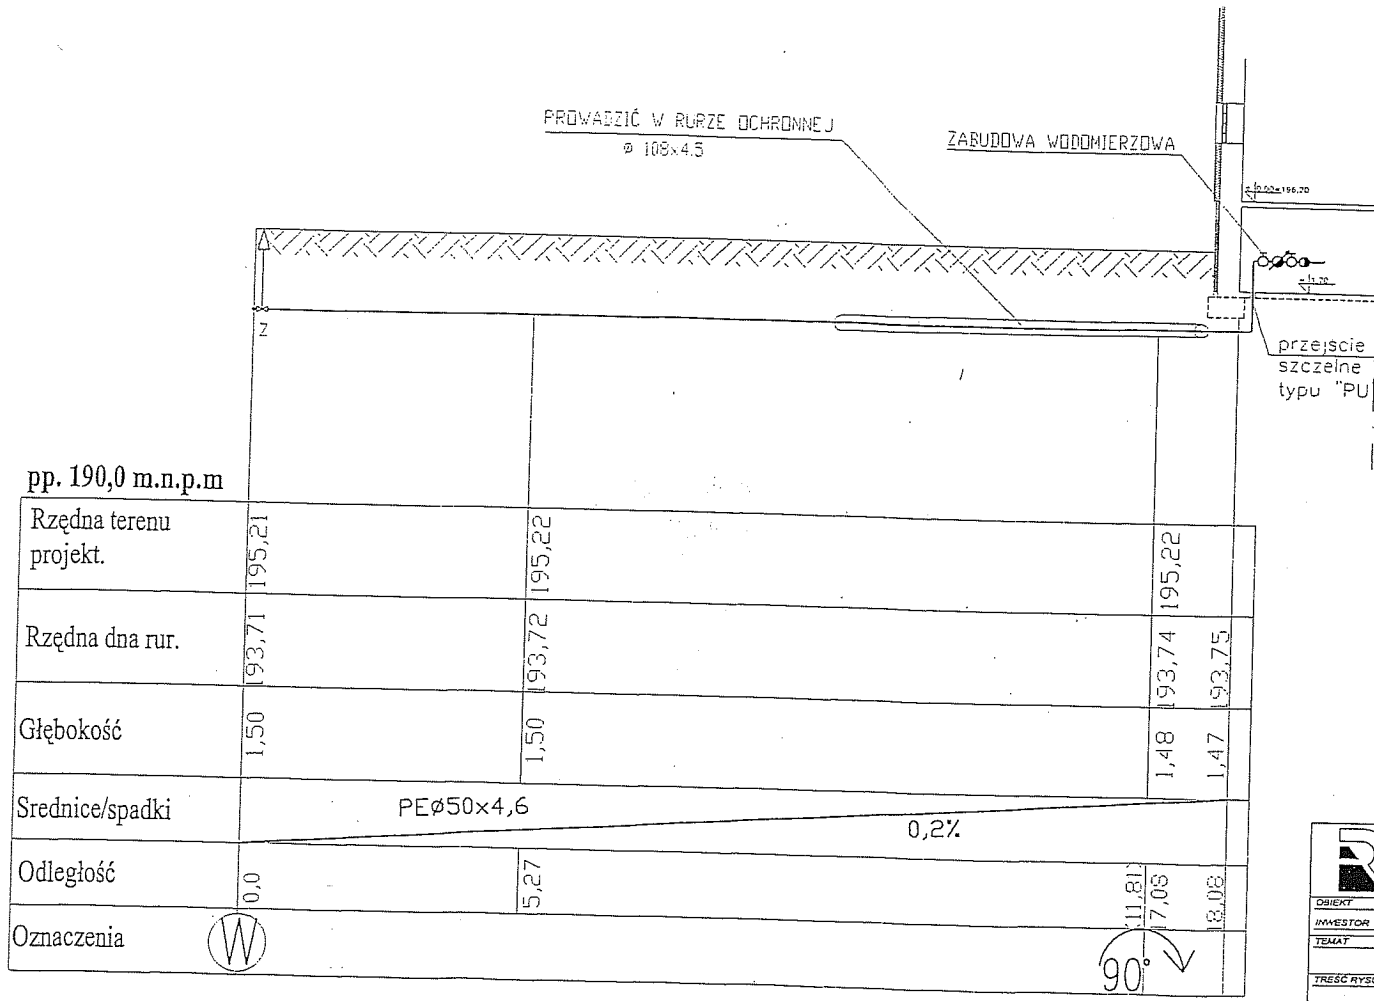 PROWADZIĆ W RURZE OCHRONNEJ
ø 108x4.5
ZABUDOWA WODOMIERZOWA
Z
przejscie
szczelne
typu "PU
pp. 190,0 m.n.p.m
Rzędna terenu
projekt.
195,21
195,22
195,22
Rzędna dna rur.
193,71
193,72
193,74
193,75
Głębokość
1,50
1,50
1,48
1,47
Srednice/spadki
PEø50x4,6
0,2%
Odległość
0,0
5,27
(11,81)
17,08
18,08
Oznaczenia
W
90°
R
OBIEKT
INWESTOR
TEMAT